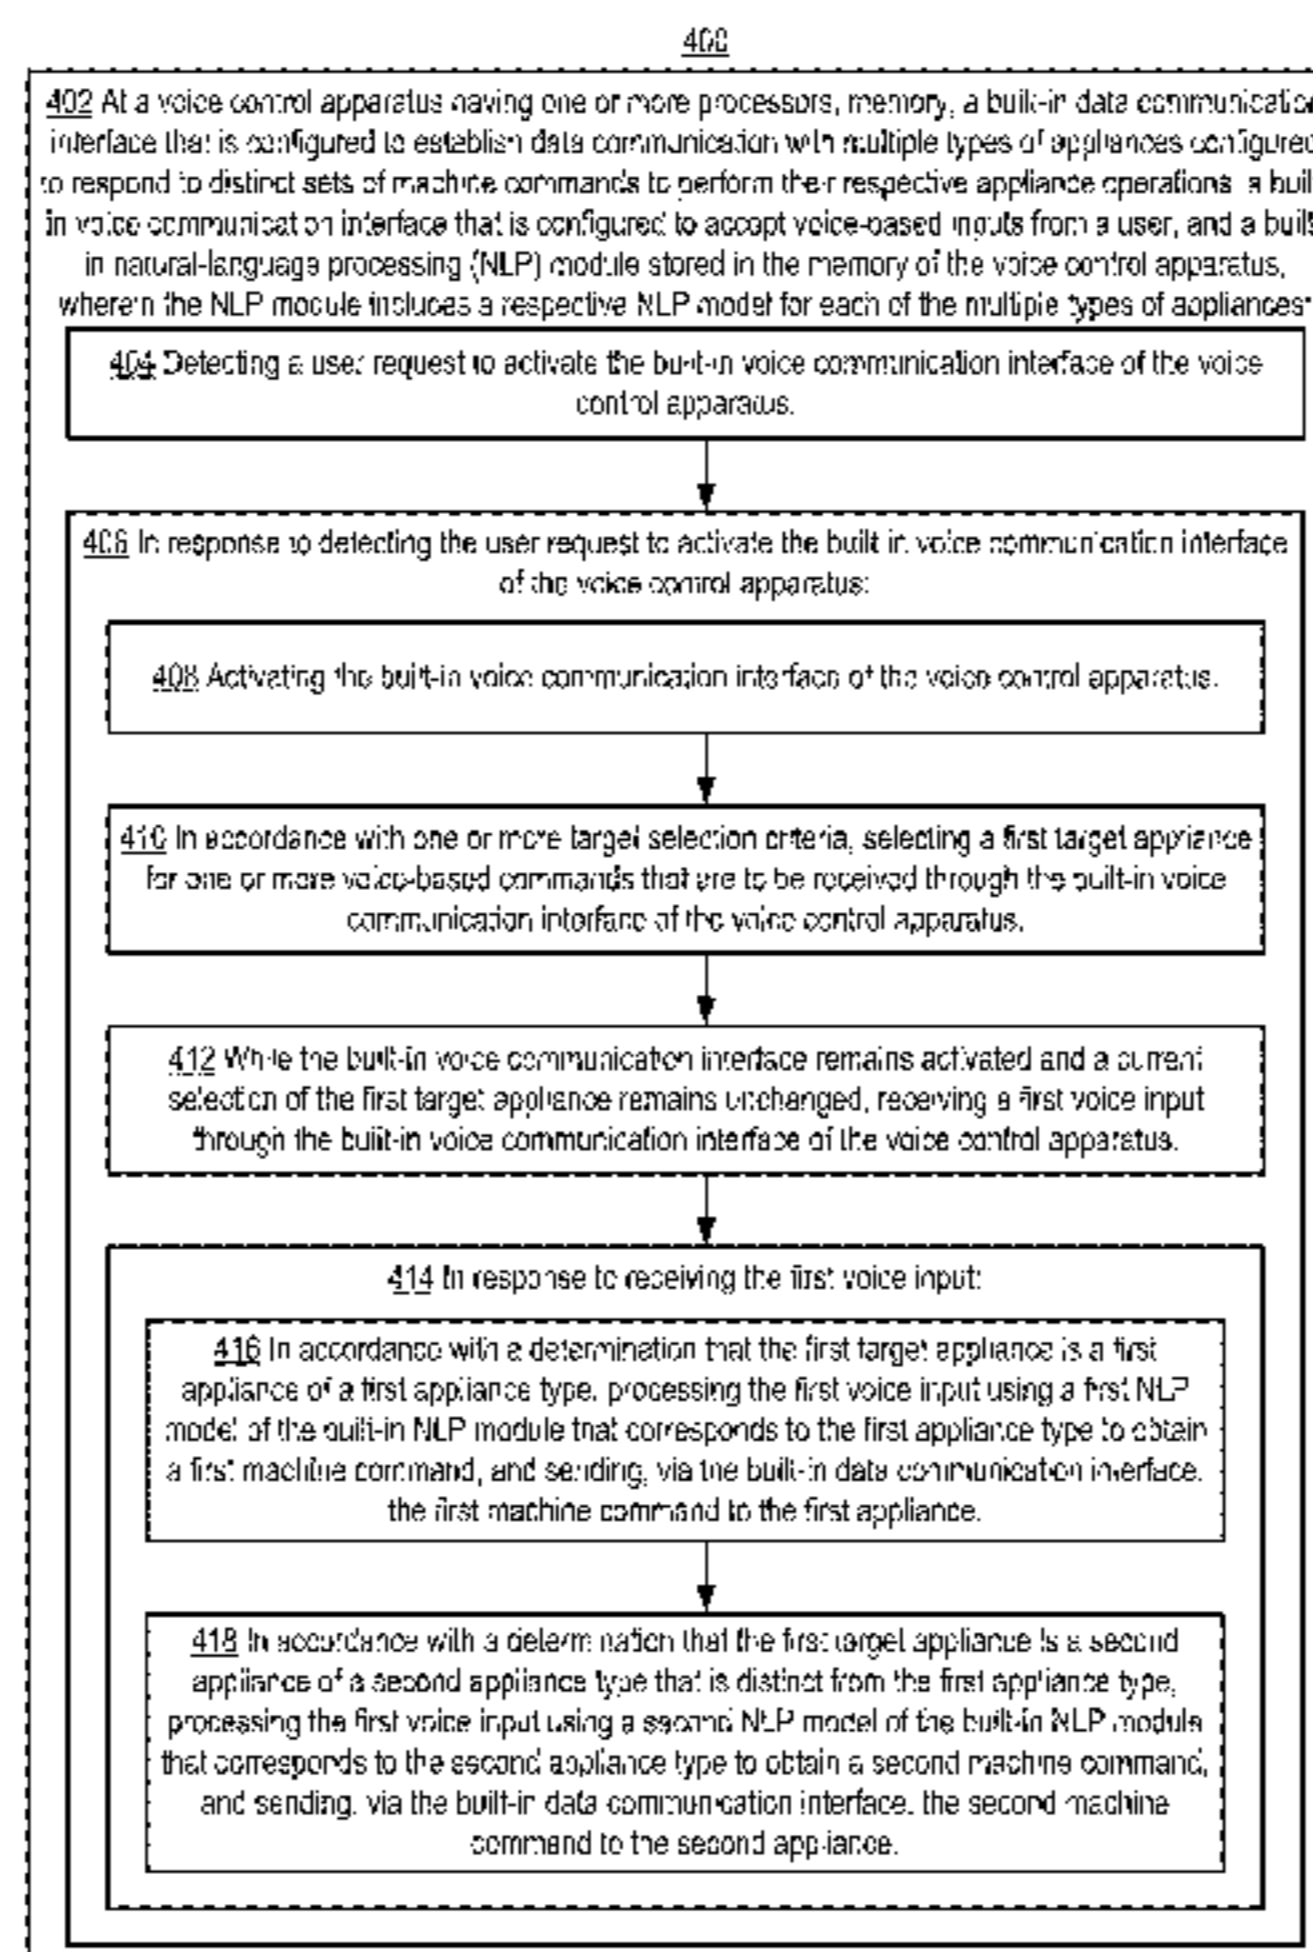 400
402 At a voice control apparatus having one or more processors, memory, a built-in data communication
interface that is configured to establish data communication with multiple types of appliances configured
to respond to distinct sets of machine commands to perform their respective appliance operations, a built-
in voice communication interface that is configured to accept voice-based inputs from a user, and a built-
in natural-language processing (NLP) module stored in the memory of the voice control apparatus,
wherein the NLP module includes a respective NLP model for each of the multiple types of appliances:
404 Detecting a user request to activate the built-in voice communication interface of the voice
control apparatus.
406 In response to detecting the user request to activate the built in voice communication interface
of the voice control apparatus:
408 Activating the built-in voice communication interface of the voice control apparatus.
410 In accordance with one or more target selection criteria, selecting a first target appliance
for one or more voice-based commands that are to be received through the built-in voice
communication interface of the voice control apparatus.
412 While the built-in voice communication interface remains activated and a current
selection of the first target appliance remains unchanged, receiving a first voice input
through the built-in voice communication interface of the voice control apparatus.
414 In response to receiving the first voice input:
416 In accordance with a determination that the first target appliance is a first
appliance of a first appliance type, processing the first voice input using a first NLP
model of the built-in NLP module that corresponds to the first appliance type to obtain
a first machine command, and sending, via the built-in data communication interface,
the first machine command to the first appliance.
418 In accordance with a determination that the first target appliance is a second
appliance of a second appliance type that is distinct from the first appliance type,
processing the first voice input using a second NLP model of the built-in NLP module
that corresponds to the second appliance type to obtain a second machine command,
and sending, via the built-in data communication interface, the second machine
command to the second appliance.